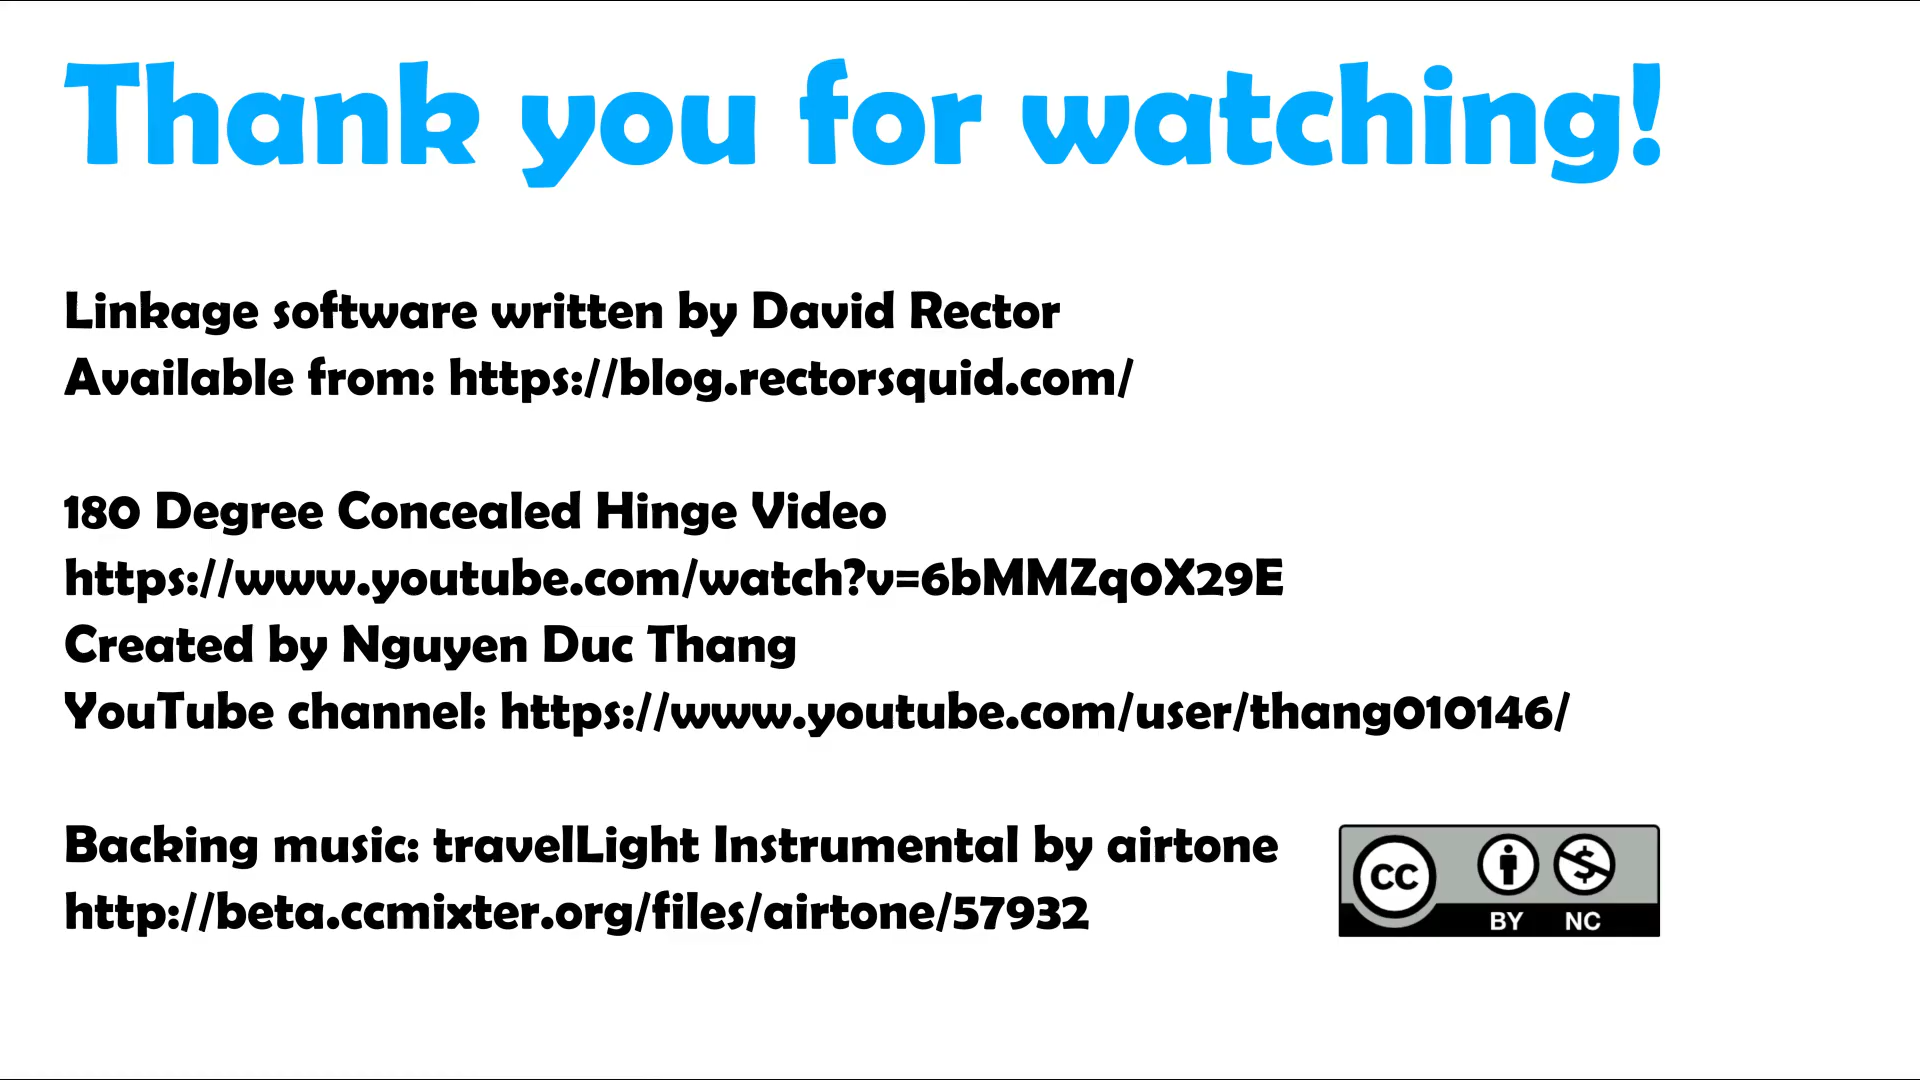 Thank you for watching!
Linkage software written by David Rector
Available from: https://blog.rectorsquid.com/
180 Degree Concealed Hinge Video
https://www.youtube.com/watch?v=6bMMZq0X29E
Created by Nguyen Duc Thang
YouTube channel: https://www.youtube.com/user/thang010146/
Backing music: travelLight Instrumental by airtone
http://beta.ccmixter.org/files/airtone/57932
CC
BY NC